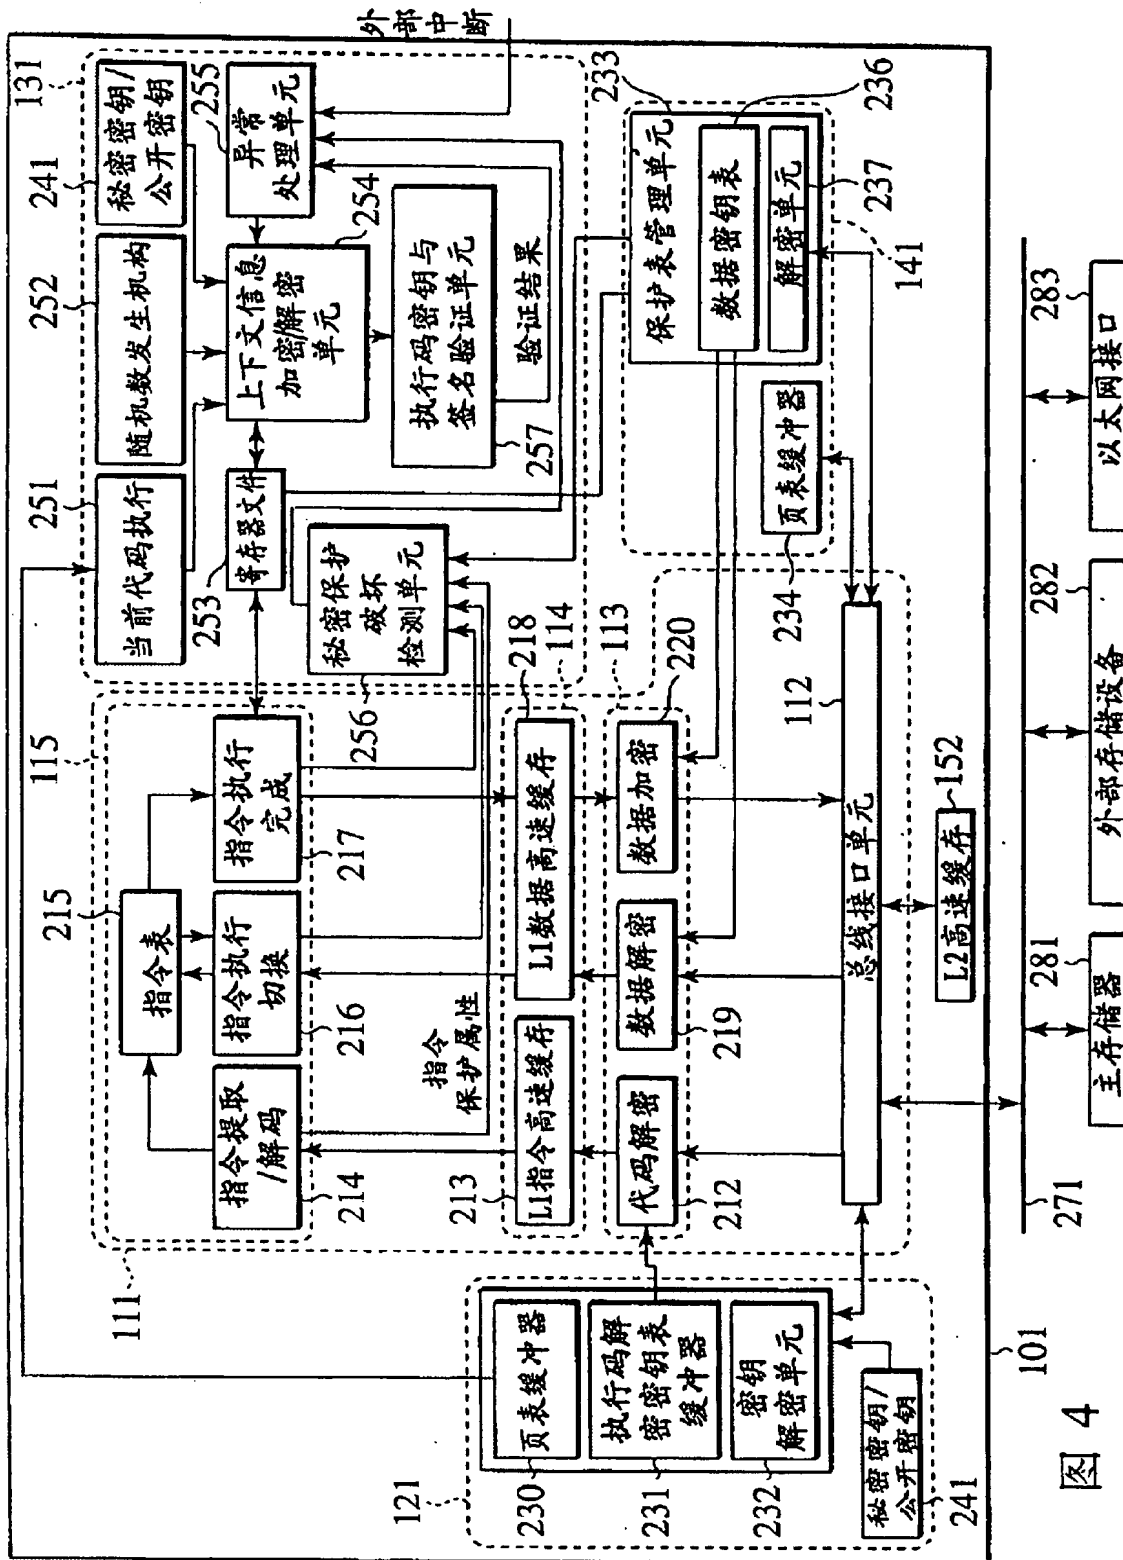 外部中断
131
241
秘密密钥/
公开密钥
252
随机数发生机构
251
当前代码执行
255
异常
处理单元
254
上下文信息
加密/解密
单元
253
寄存器文件
执行码密钥与
签名验证单元
257
验证结果
秘密保护
破坏
检测单元
256
115
215
指令表
指令执行
完成
217
指令执行
切换
216
指令提取
/解码
214
111
指令
保护属性
218
114
L1数据高速缓存
L1指令高速缓存
213
113
220
数据加密
数据解密
219
代码解密
212
233
保护表管理单元
236
数据密钥表
237
解密单元
141
页表缓冲器
234
112
总线接口单元
152
L2高速缓存
121
页表缓冲器
230
执行码解
密密钥表
缓冲器
231
密钥
解密单元
232
秘密密钥/
公开密钥
241
101
271
281
主存储器
282
外部存储设备
283
以太网接口
图 4